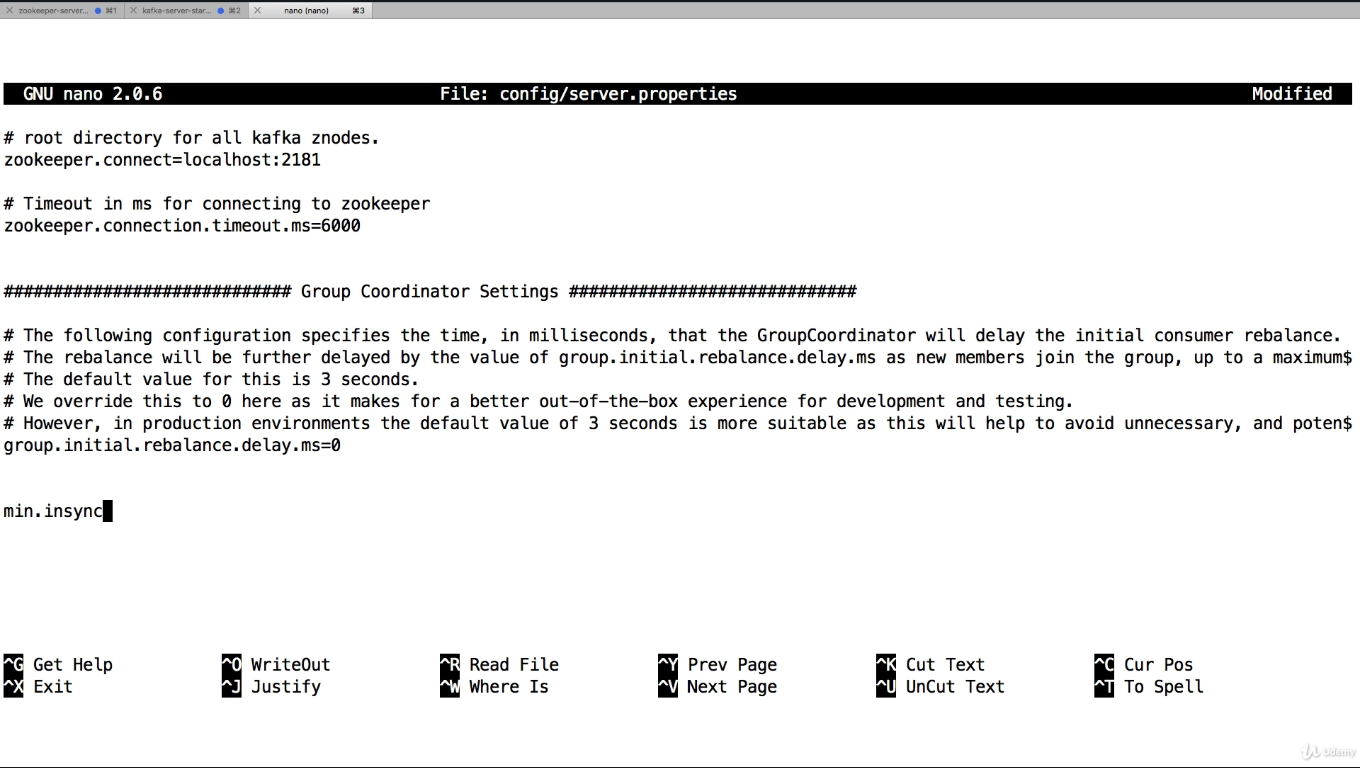 zookeeper-server... ⌘1 kafka-server-star... ⌘2 nano (nano) ⌘3
GNU nano 2.0.6 File: config/server.properties Modified
# root directory for all kafka znodes.
zookeeper.connect=localhost:2181
# Timeout in ms for connecting to zookeeper
zookeeper.connection.timeout.ms=6000
############################# Group Coordinator Settings #############################
# The following configuration specifies the time, in milliseconds, that the GroupCoordinator will delay the initial consumer rebalance.
# The rebalance will be further delayed by the value of group.initial.rebalance.delay.ms as new members join the group, up to a maximum$
# The default value for this is 3 seconds.
# We override this to 0 here as it makes for a better out-of-the-box experience for development and testing.
# However, in production environments the default value of 3 seconds is more suitable as this will help to avoid unnecessary, and poten$
group.initial.rebalance.delay.ms=0
min.insync
^G Get Help ^O WriteOut ^R Read File ^Y Prev Page ^K Cut Text ^C Cur Pos
^X Exit ^J Justify ^W Where Is ^V Next Page ^U UnCut Text ^T To Spell
Udemy